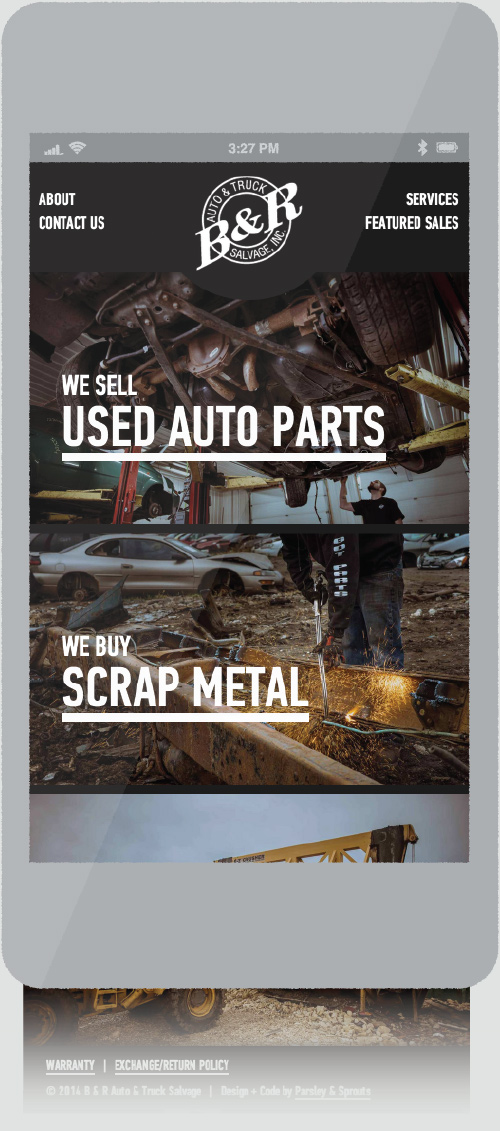 3:27 PM
ABOUT
SERVICES
CONTACT US
FEATURED SALES
AUTO & TRUCK
B&R
SALVAGE, INC.
WE SELL
USED AUTO PARTS
WE BUY
SCRAP METAL
WARRANTY | EXCHANGE/RETURN POLICY
© 2014 B & R Auto & Truck Salvage | Design + Code by Parsley & Sprouts